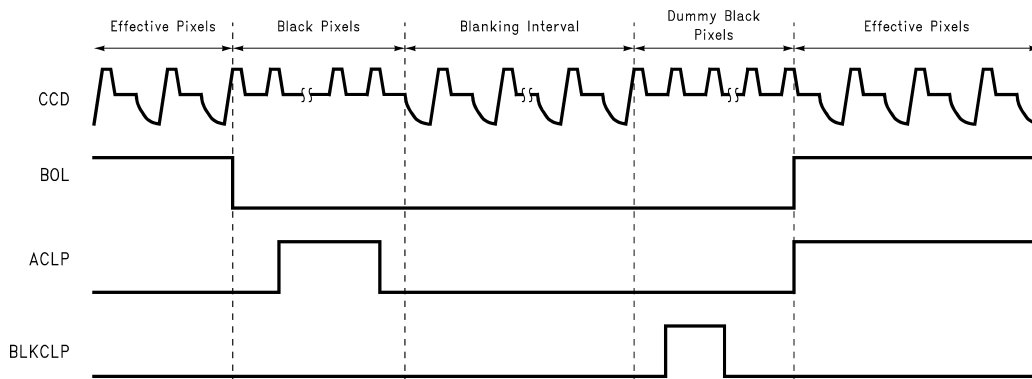 Effective Pixels
Black Pixels
Blanking Interval
Dummy Black
Pixels
Effective Pixels
CCD
BOL
ACLP
BLKCLP